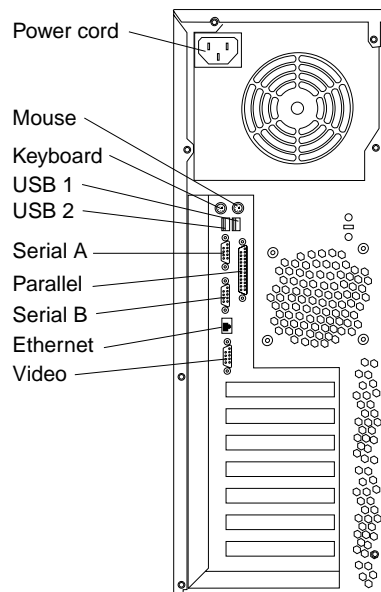 Power cord
Mouse
Keyboard
USB 1
USB 2
Serial A
Parallel
Serial B
Ethernet
Video